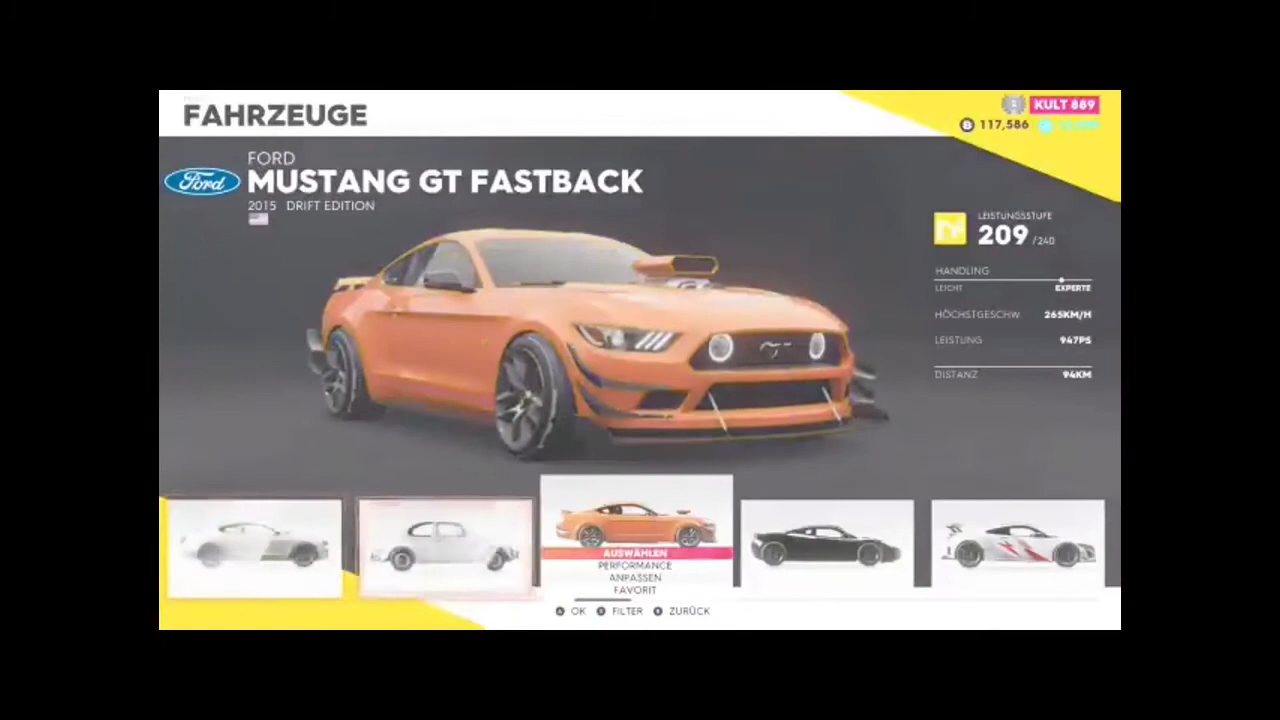 FAHRZEUGE
KULT 889
117,586
Ford
FORD
MUSTANG GT FASTBACK
2015 DRIFT EDITION
LEISTUNGSSTUFE
209 /240
HANDLING
LEICHT EXPERTE
HÖCHSTGESCHW. 265KM/H
LEISTUNG 947PS
DISTANZ 94KM
AUSWÄHLEN
PERFORMANCE
ANPASSEN
FAVORIT
OK FILTER ZURÜCK